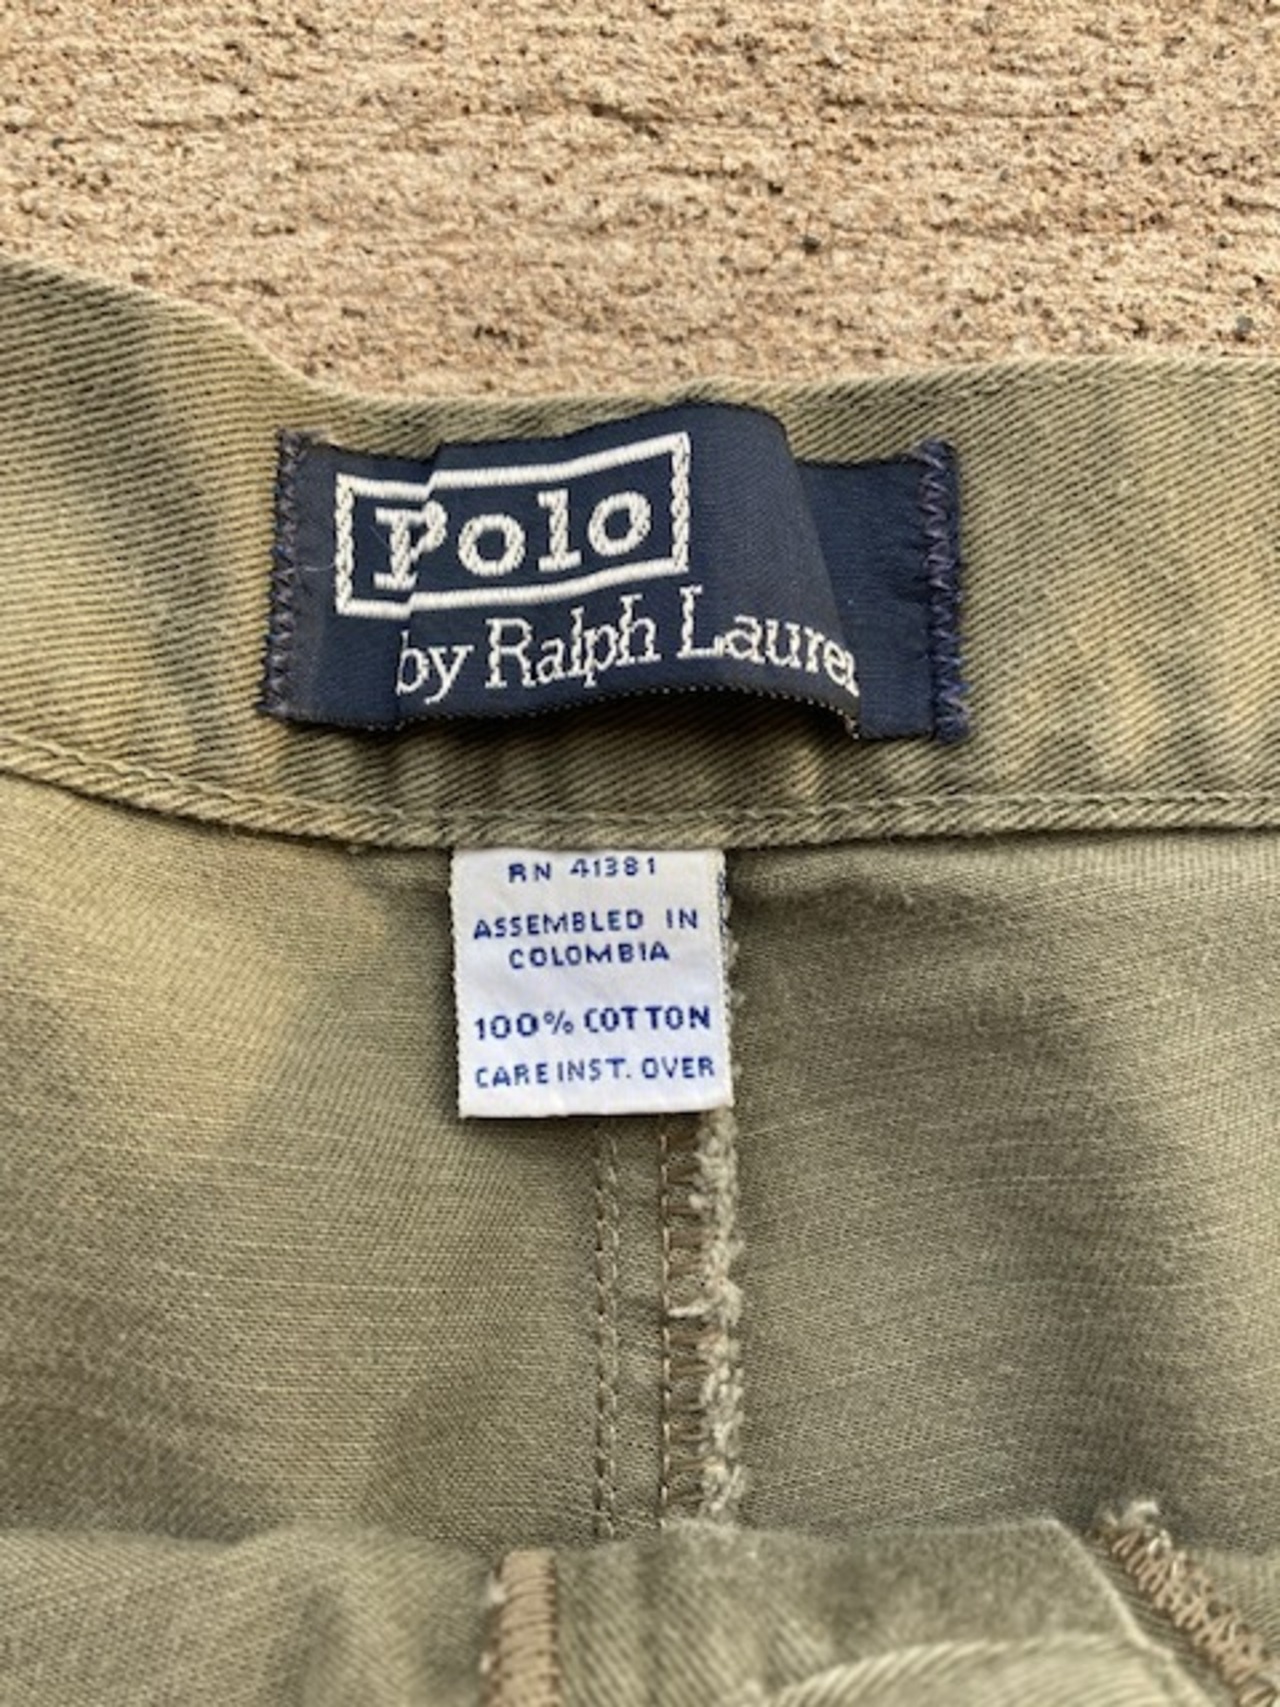 Polo
by Ralph Lauren
RN 41381
ASSEMBLED IN
COLOMBIA
100% COTTON
CARE INST. OVER